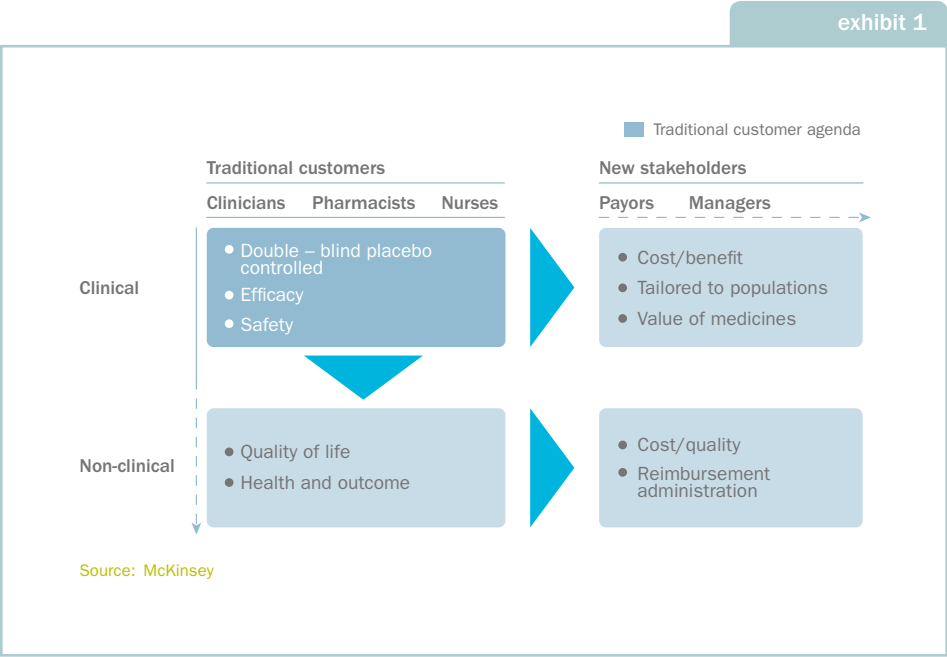 exhibit 1
Traditional customer agenda
Traditional customers
New stakeholders
Clinicians Pharmacists Nurses
Payors Managers
Clinical
• Double – blind placebo
controlled
• Efficacy
• Safety
• Cost/benefit
• Tailored to populations
• Value of medicines
Non-clinical
• Quality of life
• Health and outcome
• Cost/quality
• Reimbursement
administration
Source: McKinsey